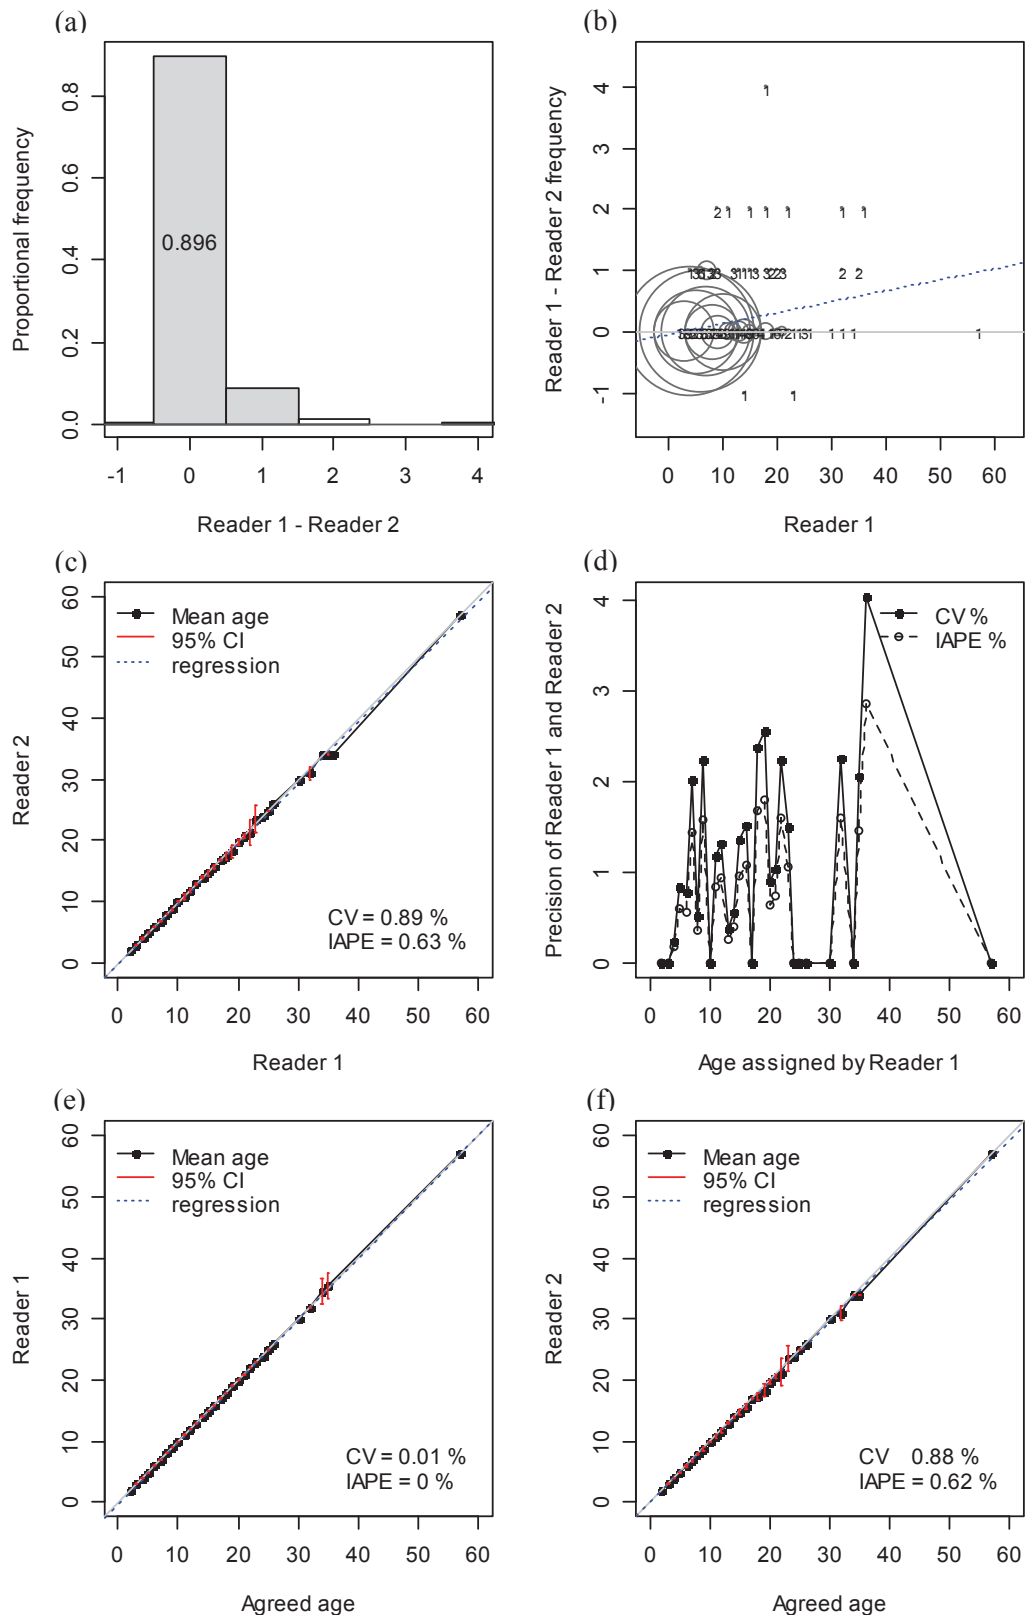 (a)
Proportional frequency
0.0 0.2 0.4 0.6 0.8
0.896
-1 0 1 2 3 4
Reader 1 - Reader 2
(b)
Reader 1 - Reader 2 frequency
-1 0 1 2 3 4
0 10 20 30 40 50 60
Reader 1
(c)
Reader 2
0 10 20 30 40 50 60
Mean age
95% CI
regression
CV = 0.89 %
IAPE = 0.63 %
0 10 20 30 40 50 60
Reader 1
(d)
Precision of Reader 1 and Reader 2
0 1 2 3 4
CV %
IAPE %
0 10 20 30 40 50 60
Age assigned by Reader 1
(e)
Reader 1
0 10 20 30 40 50 60
Mean age
95% CI
regression
CV = 0.01 %
IAPE = 0 %
0 10 20 30 40 50 60
Agreed age
(f)
Reader 2
0 10 20 30 40 50 60
Mean age
95% CI
regression
CV 0.88 %
IAPE = 0.62 %
0 10 20 30 40 50 60
Agreed age